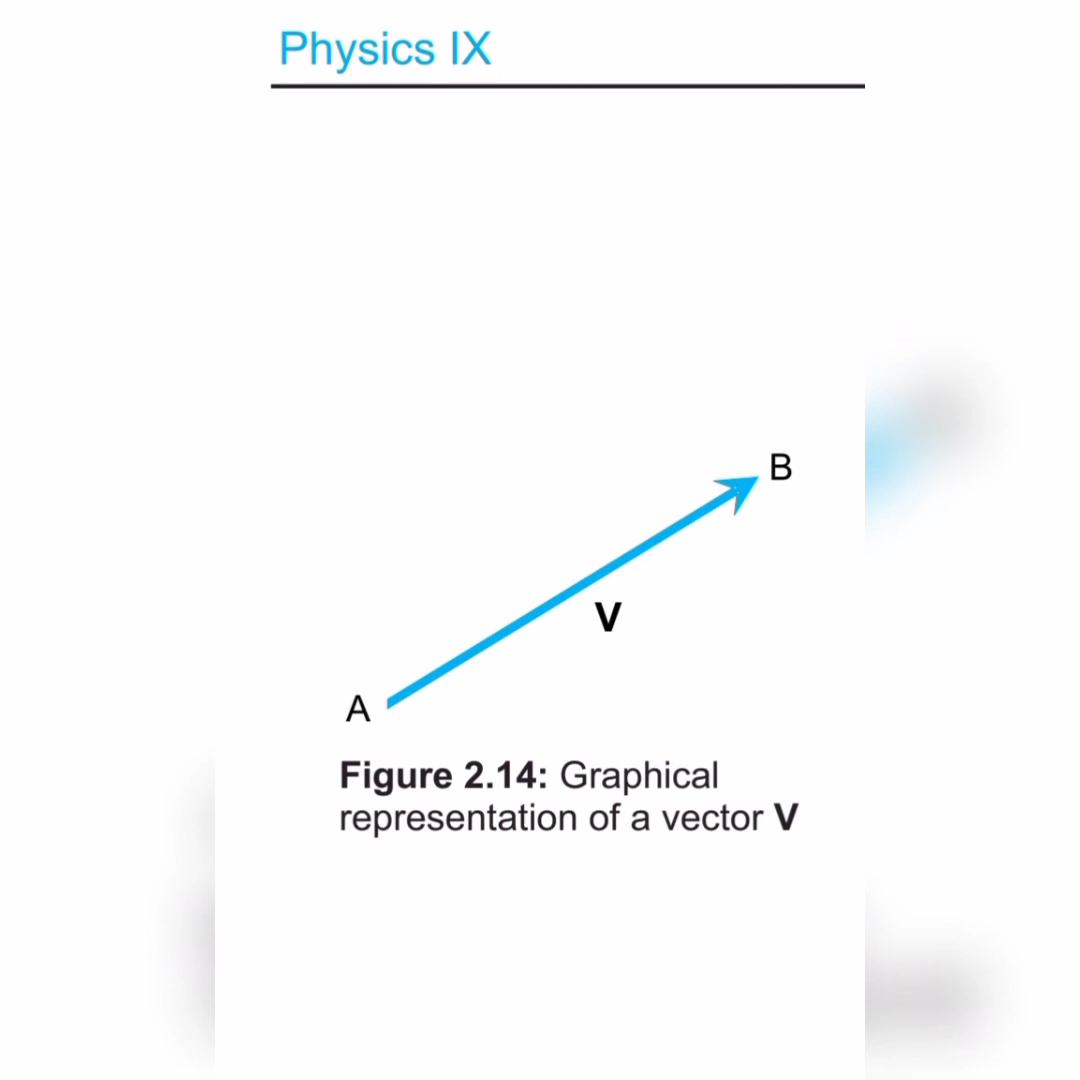 Physics IX
B
V
A
Figure 2.14: Graphical
representation of a vector V